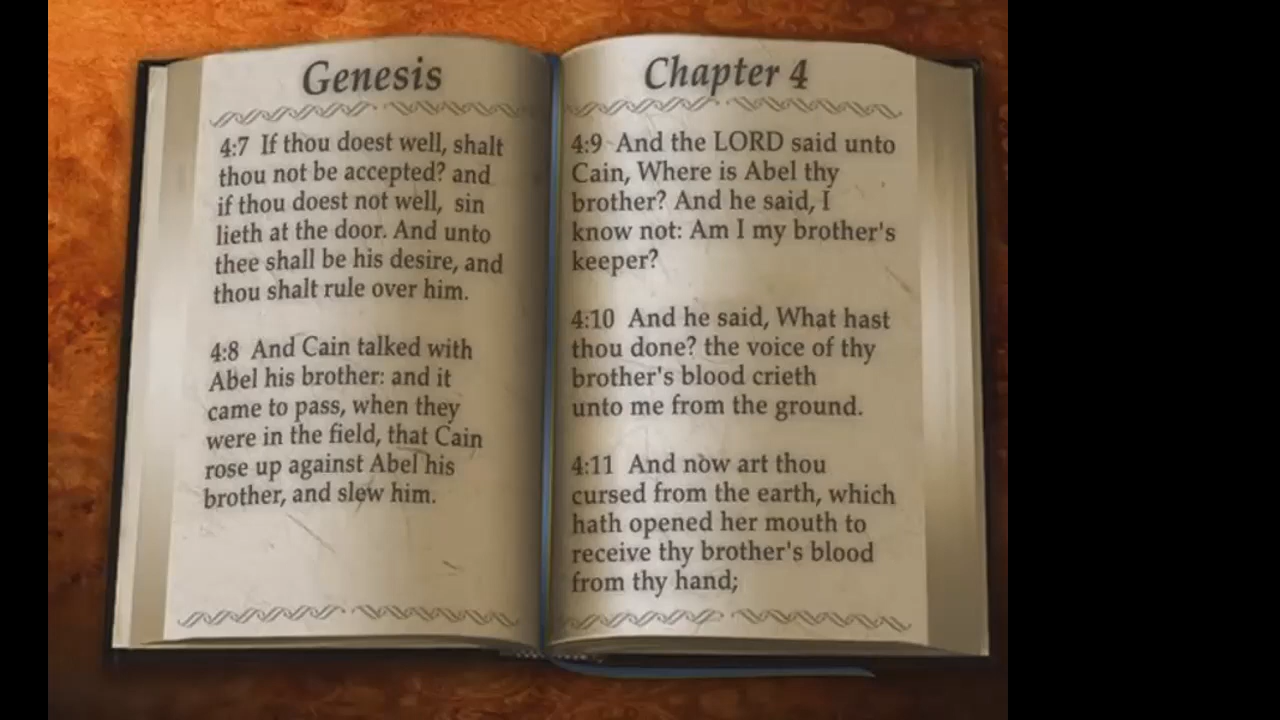 Genesis
4:7 If thou doest well, shalt
thou not be accepted? and
if thou doest not well, sin
lieth at the door. And unto
thee shall be his desire, and
thou shalt rule over him.
4:8 And Cain talked with
Abel his brother: and it
came to pass, when they
were in the field, that Cain
rose up against Abel his
brother, and slew him.
Chapter 4
4:9 And the LORD said unto
Cain, Where is Abel thy
brother? And he said, I
know not: Am I my brother's
keeper?
4:10 And he said, What hast
thou done? the voice of thy
brother's blood crieth
unto me from the ground.
4:11 And now art thou
cursed from the earth, which
hath opened her mouth to
receive thy brother's blood
from thy hand;